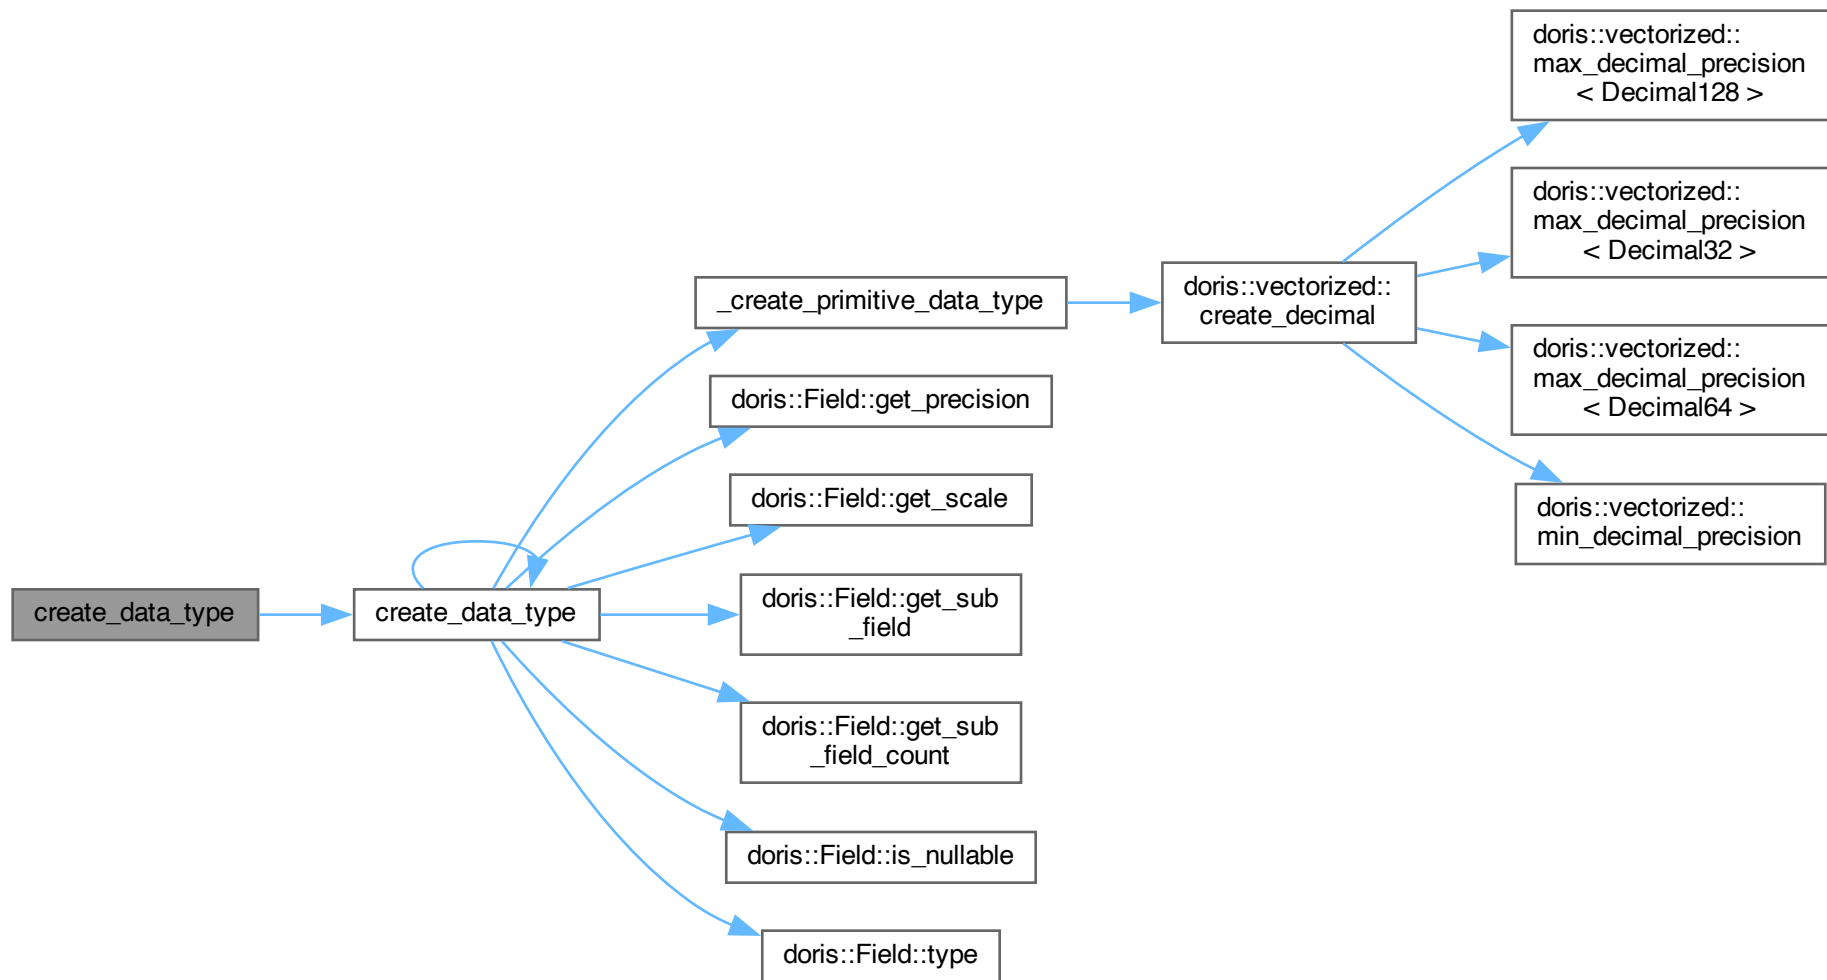 create_data_type
create_data_type
_create_primitive_data_type
doris::Field::get_precision
doris::Field::get_scale
doris::Field::get_sub
_field
doris::Field::get_sub
_field_count
doris::Field::is_nullable
doris::Field::type
doris::vectorized::
create_decimal
doris::vectorized::
max_decimal_precision
< Decimal128 >
doris::vectorized::
max_decimal_precision
< Decimal32 >
doris::vectorized::
max_decimal_precision
< Decimal64 >
doris::vectorized::
min_decimal_precision